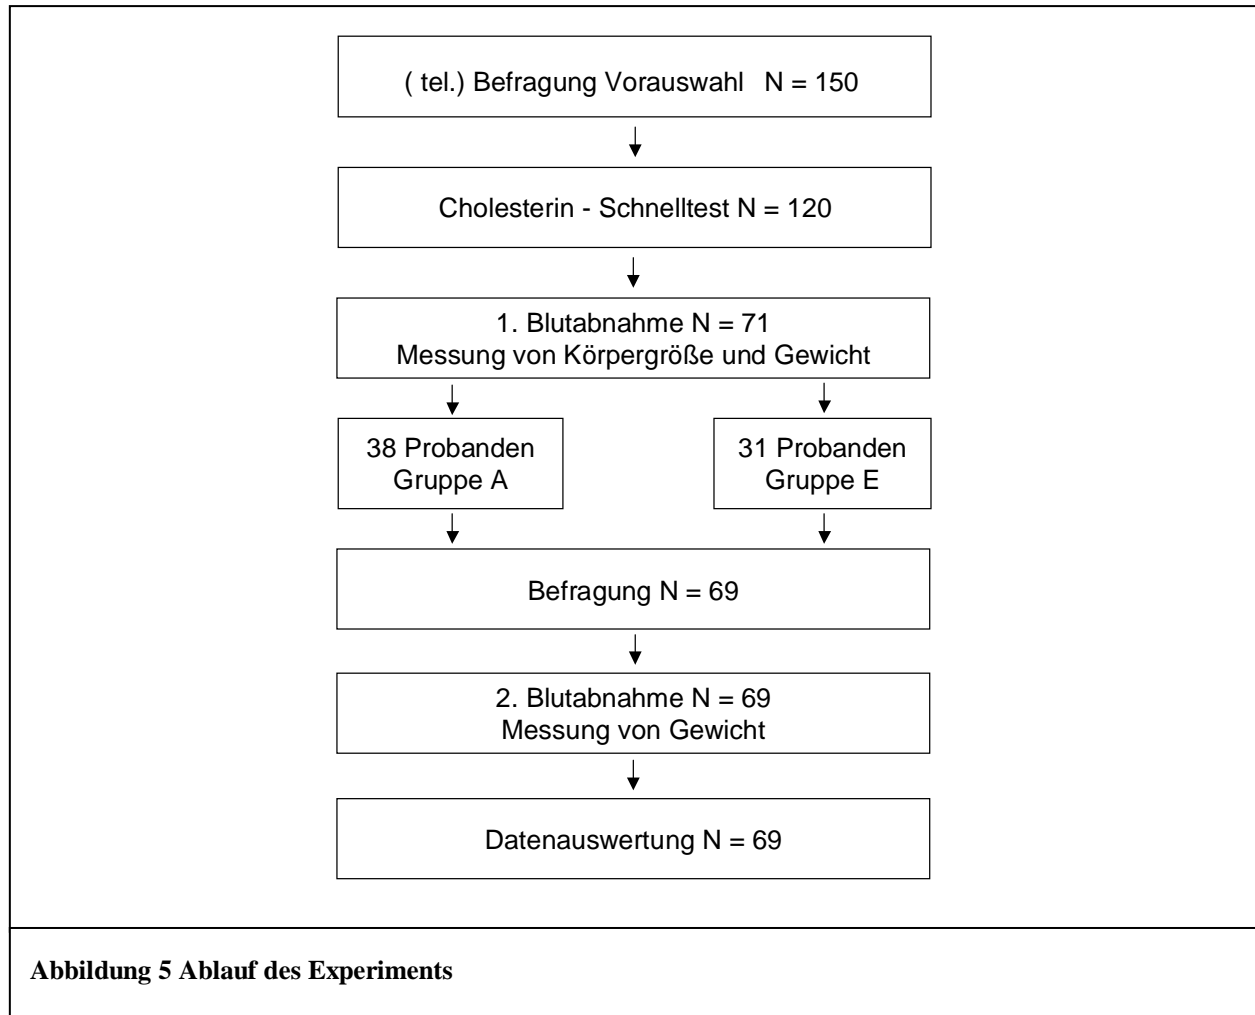 ( tel.) Befragung Vorauswahl N = 150
Cholesterin - Schnelltest N = 120
1. Blutabnahme N = 71
Messung von Körpergröße und Gewicht
38 Probanden
Gruppe A
31 Probanden
Gruppe E
Befragung N = 69
2. Blutabnahme N = 69
Messung von Gewicht
Datenauswertung N = 69
Abbildung 5 Ablauf des Experiments